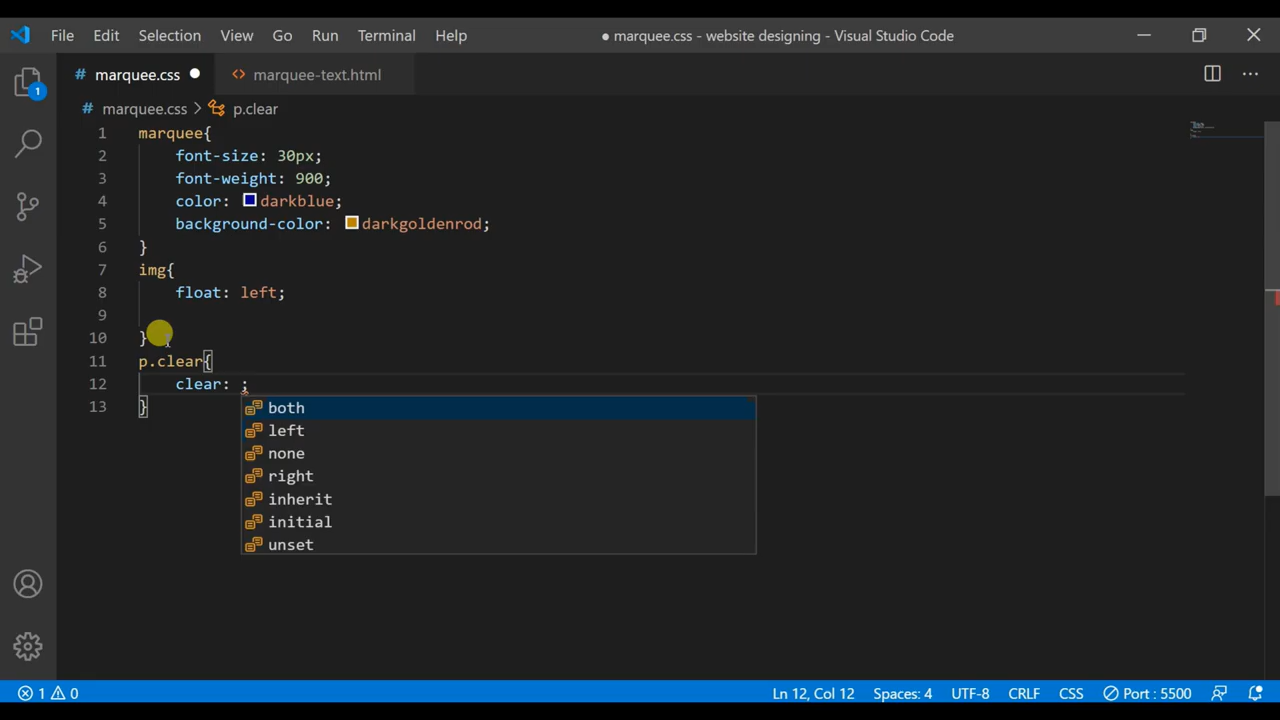 File Edit Selection View Go Run Terminal Help ● marquee.css - website designing - Visual Studio Code
# marquee.css ● <> marquee-text.html ···
# marquee.css > p.clear
1 marquee{
2 font-size: 30px;
3 font-weight: 900;
4 color: darkblue;
5 background-color: darkgoldenrod;
6 }
7 img{
8 float: left;
9
10 }
11 p.clear{
12 clear: ;
13 }
both
left
none
right
inherit
initial
unset
1
1 0 Ln 12, Col 12 Spaces: 4 UTF-8 CRLF CSS Port : 5500